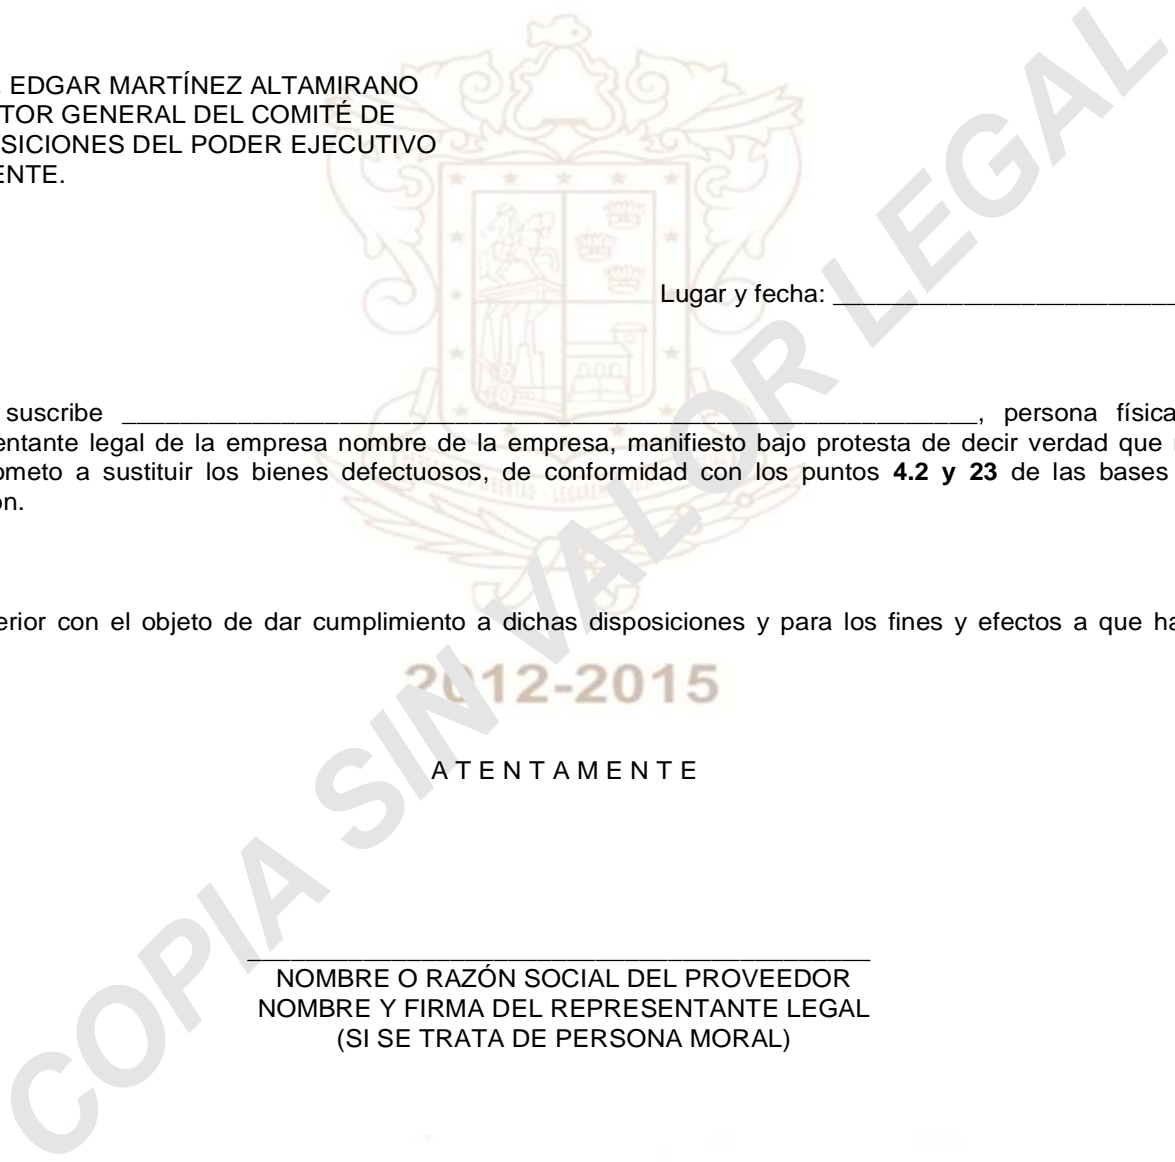 EDGAR MARTÍNEZ ALTAMIRANO
TOR GENERAL DEL COMITÉ DE
SICIONES DEL PODER EJECUTIVO
ENTE.
Lugar y fecha: _________________________
suscribe _____________________________________________________________, persona física
entante legal de la empresa nombre de la empresa, manifiesto bajo protesta de decir verdad que
ometo a sustituir los bienes defectuosos, de conformidad con los puntos 4.2 y 23 de las bases
ón.
erior con el objeto de dar cumplimiento a dichas disposiciones y para los fines y efectos a que ha
2012-2015
A T E N T A M E N T E
_____________________________________________
NOMBRE O RAZÓN SOCIAL DEL PROVEEDOR
NOMBRE Y FIRMA DEL REPRESENTANTE LEGAL
(SI SE TRATA DE PERSONA MORAL)
COPIA SIN VALOR LEGAL